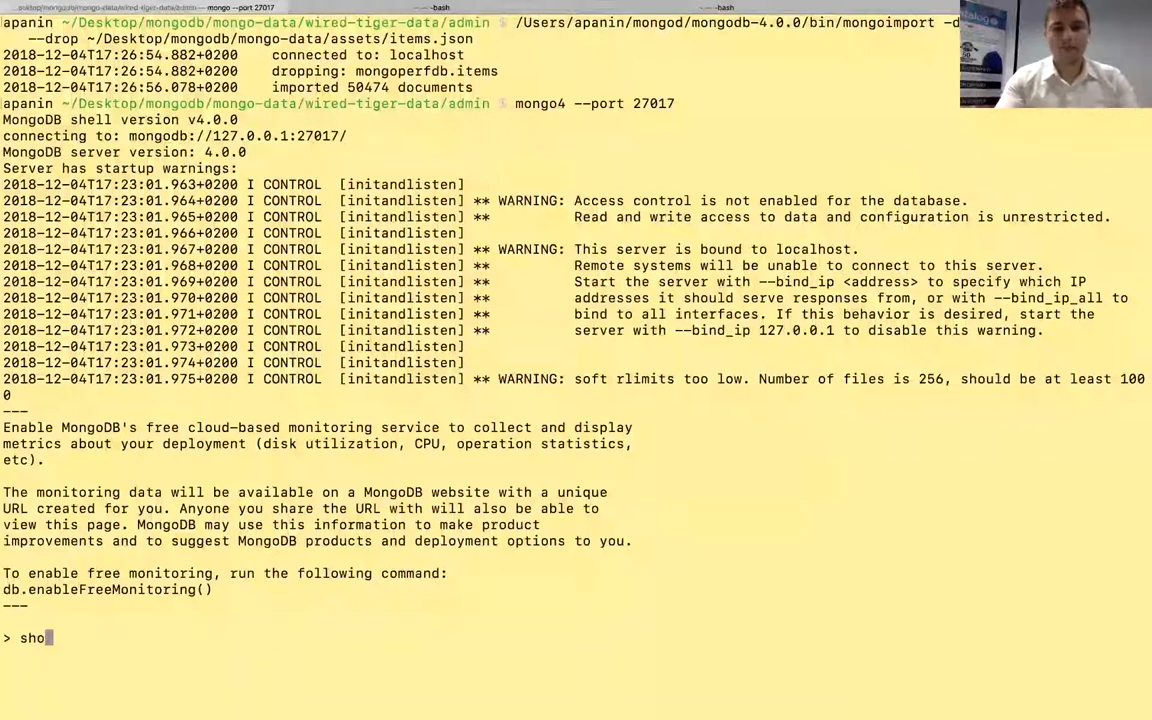 desktop/mongodb/mongo-data/wired-tiger-data/admin — mongo --port 27017
-bash
-bash
apanin ~/Desktop/mongodb/mongo-data/wired-tiger-data/admin $ /Users/apanin/mongod/mongodb-4.0.0/bin/mongoimport -d
--drop ~/Desktop/mongodb/mongo-data/assets/items.json
2018-12-04T17:26:54.882+0200 connected to: localhost
2018-12-04T17:26:54.882+0200 dropping: mongoperfdb.items
2018-12-04T17:26:56.078+0200 imported 50474 documents
apanin ~/Desktop/mongodb/mongo-data/wired-tiger-data/admin $ mongo4 --port 27017
MongoDB shell version v4.0.0
connecting to: mongodb://127.0.0.1:27017/
MongoDB server version: 4.0.0
Server has startup warnings:
2018-12-04T17:23:01.963+0200 I CONTROL [initandlisten]
2018-12-04T17:23:01.964+0200 I CONTROL [initandlisten] ** WARNING: Access control is not enabled for the database.
2018-12-04T17:23:01.965+0200 I CONTROL [initandlisten] ** Read and write access to data and configuration is unrestricted.
2018-12-04T17:23:01.966+0200 I CONTROL [initandlisten]
2018-12-04T17:23:01.967+0200 I CONTROL [initandlisten] ** WARNING: This server is bound to localhost.
2018-12-04T17:23:01.968+0200 I CONTROL [initandlisten] ** Remote systems will be unable to connect to this server.
2018-12-04T17:23:01.969+0200 I CONTROL [initandlisten] ** Start the server with --bind_ip <address> to specify which IP
2018-12-04T17:23:01.970+0200 I CONTROL [initandlisten] ** addresses it should serve responses from, or with --bind_ip_all to
2018-12-04T17:23:01.971+0200 I CONTROL [initandlisten] ** bind to all interfaces. If this behavior is desired, start the
2018-12-04T17:23:01.972+0200 I CONTROL [initandlisten] ** server with --bind_ip 127.0.0.1 to disable this warning.
2018-12-04T17:23:01.973+0200 I CONTROL [initandlisten]
2018-12-04T17:23:01.974+0200 I CONTROL [initandlisten]
2018-12-04T17:23:01.975+0200 I CONTROL [initandlisten] ** WARNING: soft rlimits too low. Number of files is 256, should be at least 100
0
---
Enable MongoDB's free cloud-based monitoring service to collect and display
metrics about your deployment (disk utilization, CPU, operation statistics,
etc).
The monitoring data will be available on a MongoDB website with a unique
URL created for you. Anyone you share the URL with will also be able to
view this page. MongoDB may use this information to make product
improvements and to suggest MongoDB products and deployment options to you.
To enable free monitoring, run the following command:
db.enableFreeMonitoring()
---
> sho